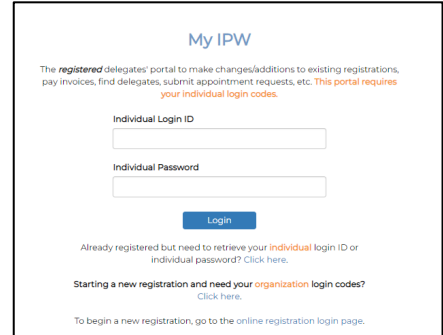 My IPW
The registered delegates' portal to make changes/additions to existing registrations,
pay invoices, find delegates, submit appointment requests, etc. This portal requires
your individual login codes.
Individual Login ID
Individual Password
Login
Already registered but need to retrieve your individual login ID or
individual password? Click here.
Starting a new registration and need your organization login codes?
Click here.
To begin a new registration, go to the online registration login page.